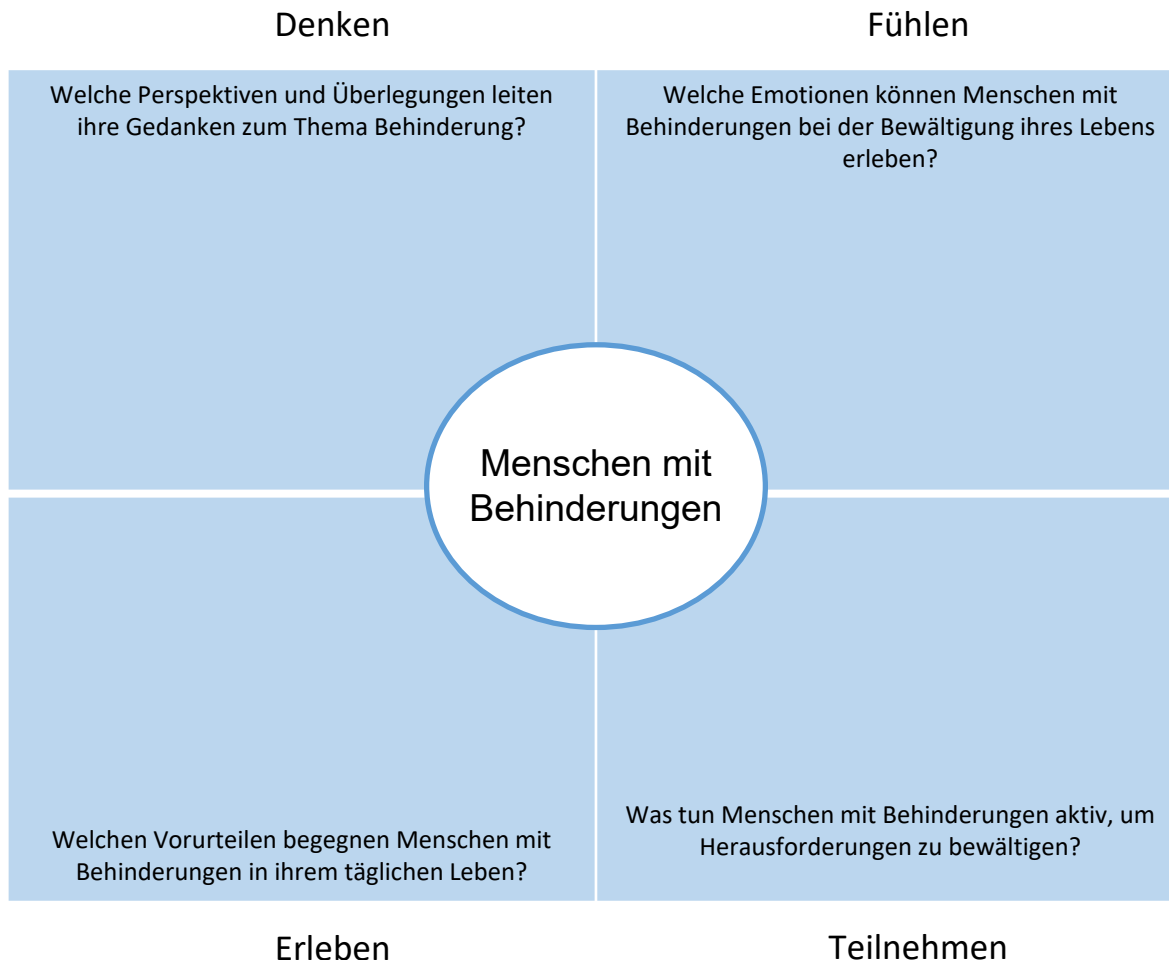 Denken
Fühlen
Welche Perspektiven und Überlegungen leiten
ihre Gedanken zum Thema Behinderung?
Welche Emotionen können Menschen mit
Behinderungen bei der Bewältigung ihres Lebens
erleben?
Menschen mit
Behinderungen
Welchen Vorurteilen begegnen Menschen mit
Behinderungen in ihrem täglichen Leben?
Was tun Menschen mit Behinderungen aktiv, um
Herausforderungen zu bewältigen?
Erleben
Teilnehmen